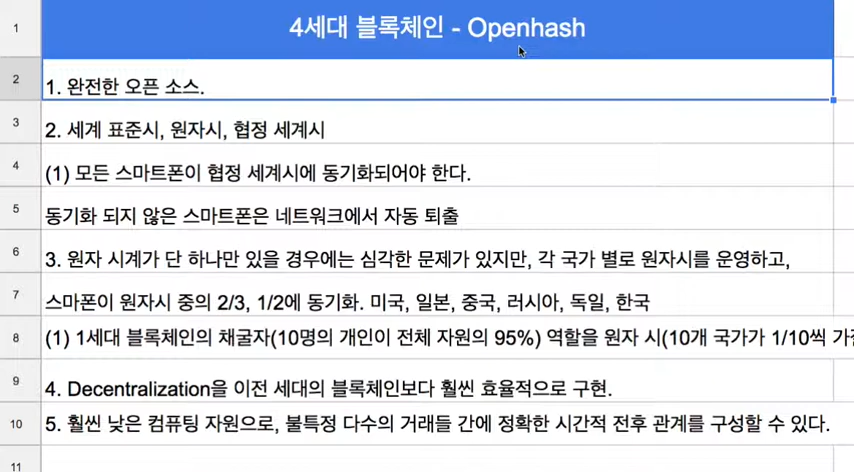 1 4세대 블록체인 - Openhash
2 1. 완전한 오픈 소스.
3 2. 세계 표준시, 원자시, 협정 세계시
4 (1) 모든 스마트폰이 협정 세계시에 동기화되어야 한다.
5 동기화 되지 않은 스마트폰은 네트워크에서 자동 퇴출
6 3. 원자 시계가 단 하나만 있을 경우에는 심각한 문제가 있지만, 각 국가 별로 원자시를 운영하고,
7 스마폰이 원자시 중의 2/3, 1/2에 동기화. 미국, 일본, 중국, 러시아, 독일, 한국
8 (1) 1세대 블록체인의 채굴자(10명의 개인이 전체 자원의 95%) 역할을 원자 시(10개 국가가 1/10씩
9 4. Decentralization을 이전 세대의 블록체인보다 훨씬 효율적으로 구현.
10 5. 훨씬 낮은 컴퓨팅 자원으로, 불특정 다수의 거래들 간에 정확한 시간적 전후 관계를 구성할 수 있다.
11